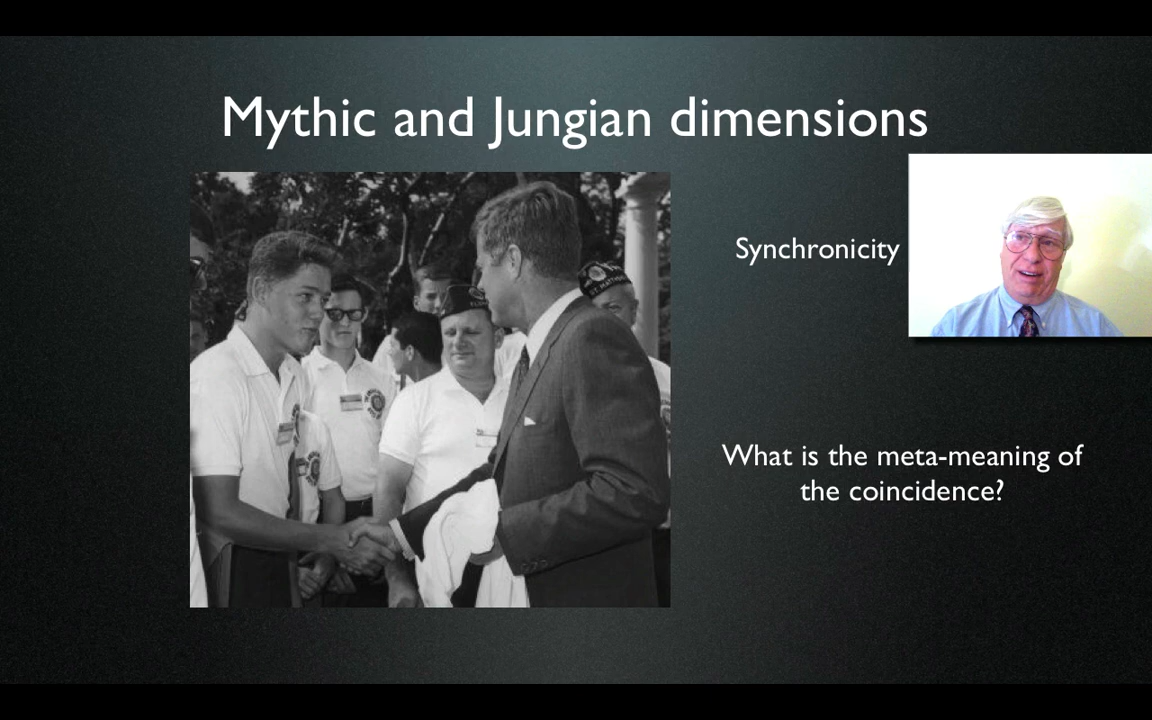 Mythic and Jungian dimensions
Synchronicity
What is the meta-meaning of
the coincidence?